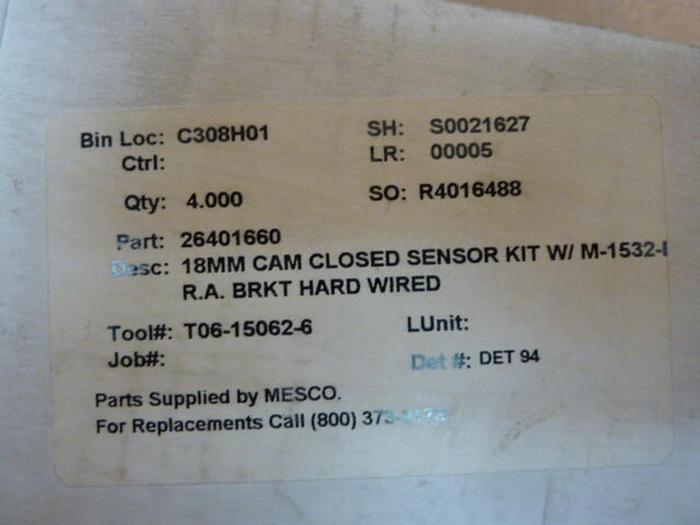 Bin Loc: C308H01 SH: S0021627
Ctrl: LR: 00005
Qty: 4.000 SO: R4016488
Part: 26401660
Desc: 18MM CAM CLOSED SENSOR KIT W/ M-1532-
R.A. BRKT HARD WIRED
Tool#: T06-15062-6 LUnit:
Job#: Det #: DET 94
Parts Supplied by MESCO.
For Replacements Call (800) 373-